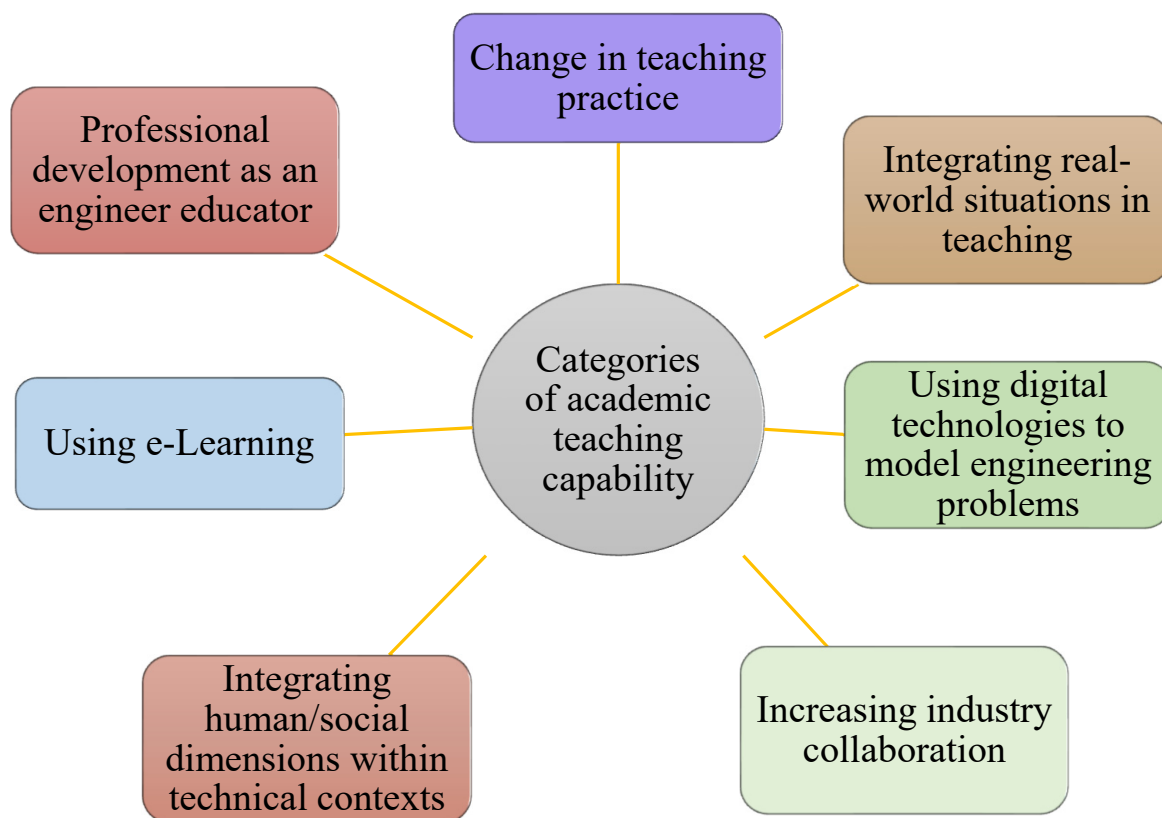 Change in teaching
practice
Professional
development as an
engineer educator
Integrating real-
world situations in
teaching
Categories
of academic
teaching
capability
Using e-Learning
Using digital
technologies to
model engineering
problems
Integrating
human/social
dimensions within
technical contexts
Increasing industry
collaboration